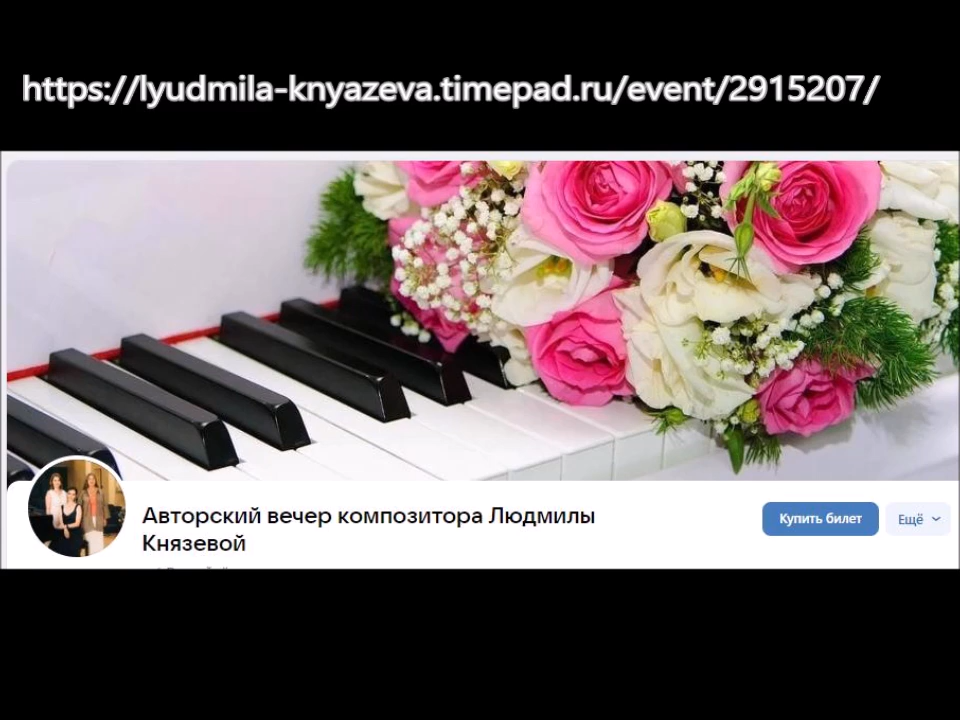 https://lyudmila-knyazeva.timepad.ru/event/2915207/
Авторский вечер композитора Людмилы
Князевой
Купить билет
Ещё